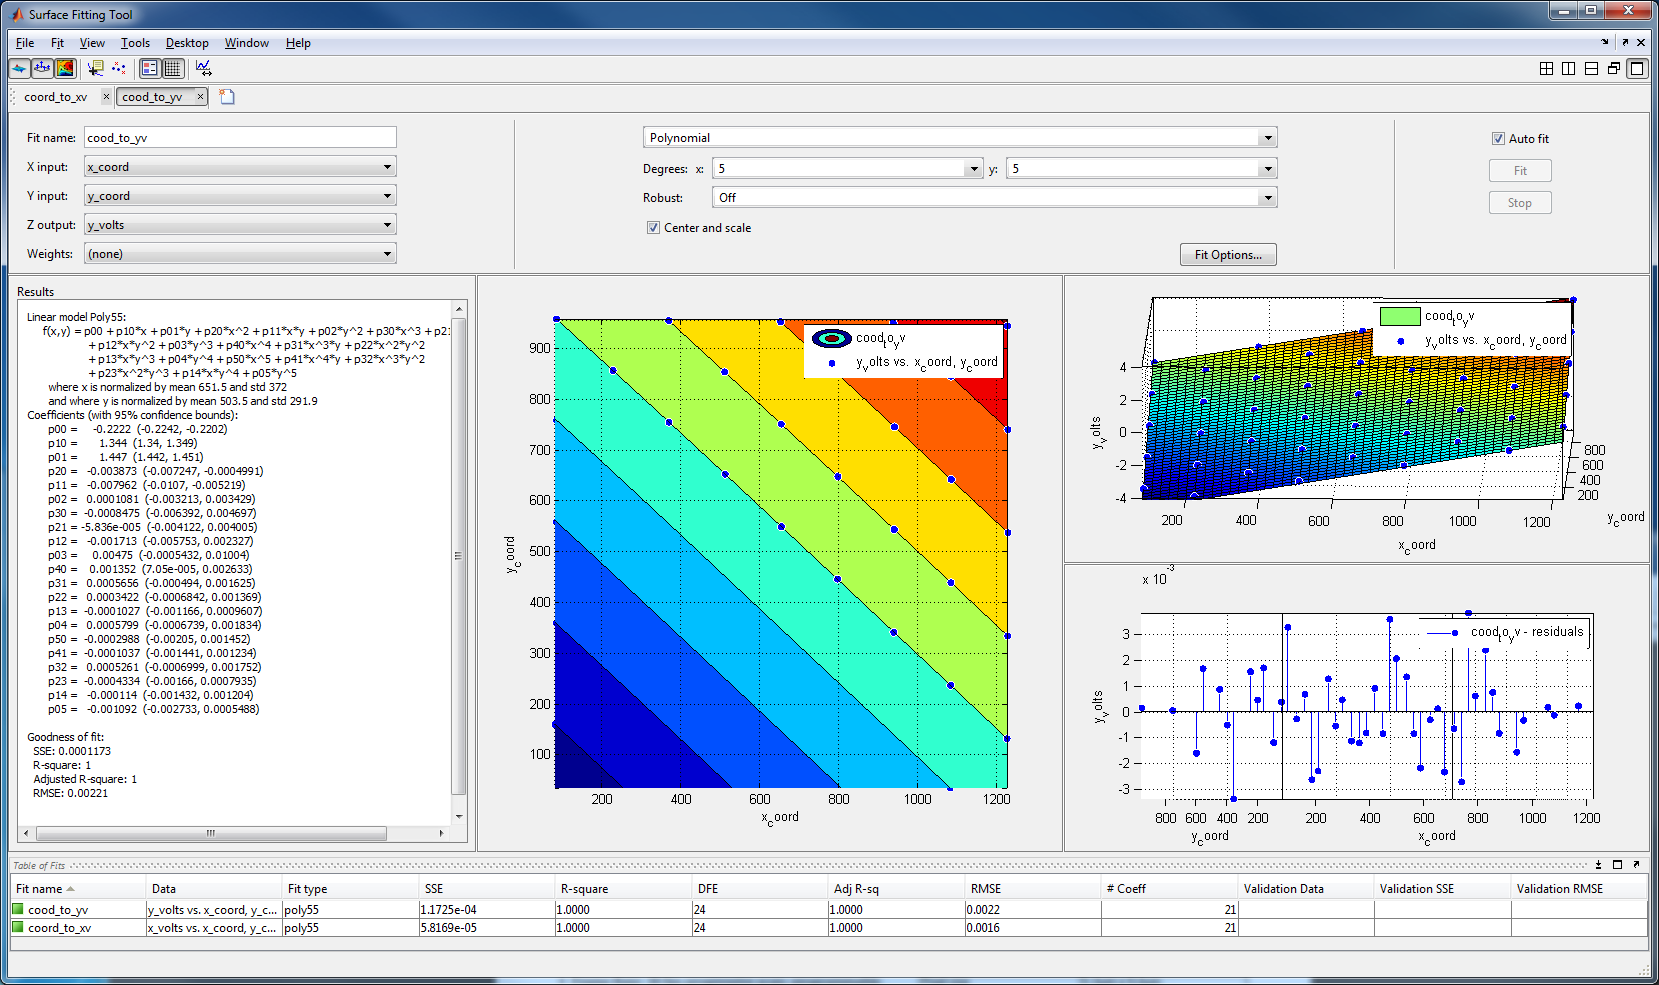 Surface Fitting Tool
File Fit View Tools Desktop Window Help
coord_to_xv cood_to_yv
Fit name: cood_to_yv
X input: x_coord
Y input: y_coord
Z output: y_volts
Weights: (none)
Polynomial
Degrees: x: 5 y: 5
Robust: Off
Center and scale
Fit Options...
Auto fit
Fit
Stop
Results
Linear model Poly55:
f(x,y) = p00 + p10*x + p01*y + p20*x^2 + p11*x*y + p02*y^2 + p30*x^3 + p21
+ p12*x*y^2 + p03*y^3 + p40*x^4 + p31*x^3*y + p22*x^2*y^2
+ p13*x*y^3 + p04*y^4 + p50*x^5 + p41*x^4*y + p32*x^3*y^2
+ p23*x^2*y^3 + p14*x*y^4 + p05*y^5
where x is normalized by mean 651.5 and std 372
and where y is normalized by mean 503.5 and std 291.9
Coefficients (with 95% confidence bounds):
p00 = -0.2222 (-0.2242, -0.2202)
p10 = 1.344 (1.34, 1.349)
p01 = 1.447 (1.442, 1.451)
p20 = -0.003873 (-0.007247, -0.0004991)
p11 = -0.007962 (-0.0107, -0.005219)
p02 = 0.0001081 (-0.003213, 0.003429)
p30 = -0.0008475 (-0.006392, 0.004697)
p21 = -5.836e-005 (-0.004122, 0.004005)
p12 = -0.001713 (-0.005753, 0.002327)
p03 = 0.00475 (-0.0005432, 0.01004)
p40 = 0.001352 (7.05e-005, 0.002633)
p31 = 0.0005656 (-0.000494, 0.001625)
p22 = 0.0003422 (-0.0006842, 0.001369)
p13 = -0.0001027 (-0.001166, 0.0009607)
p04 = 0.0005799 (-0.0006739, 0.001834)
p50 = -0.0002988 (-0.00205, 0.001452)
p41 = -0.0001037 (-0.001441, 0.001234)
p32 = 0.0005261 (-0.0006999, 0.001752)
p23 = -0.0004334 (-0.00166, 0.0007935)
p14 = -0.000114 (-0.001432, 0.001204)
p05 = -0.001092 (-0.002733, 0.0005488)
Goodness of fit:
SSE: 0.0001173
R-square: 1
Adjusted R-square: 1
RMSE: 0.00221
cood_to_yv
y_volts vs. x_coord, y_coord
900
800
700
600
500
400
300
200
100
y_coord
200 400 600 800 1000 1200
x_coord
cood_to_yv
y_volts vs. x_coord, y_coord
4
2
0
-2
-4
y_volts
800
600
400
200
200 400 600 800 1000 1200
y_coord
x_coord
x 10^-3
cood_to_yv - residuals
3
2
1
0
-1
-2
-3
y_volts
800 600 400 200 200 400 600 800 1000 1200
y_coord x_coord
Table of Fits
Fit name Data Fit type SSE R-square DFE Adj R-sq RMSE # Coeff Validation Data Validation SSE Validation RMSE
cood_to_yv y_volts vs. x_coord, y_c... poly55 1.1725e-04 1.0000 24 1.0000 0.0022 21
coord_to_xv x_volts vs. x_coord, y_c... poly55 5.8169e-05 1.0000 24 1.0000 0.0016 21